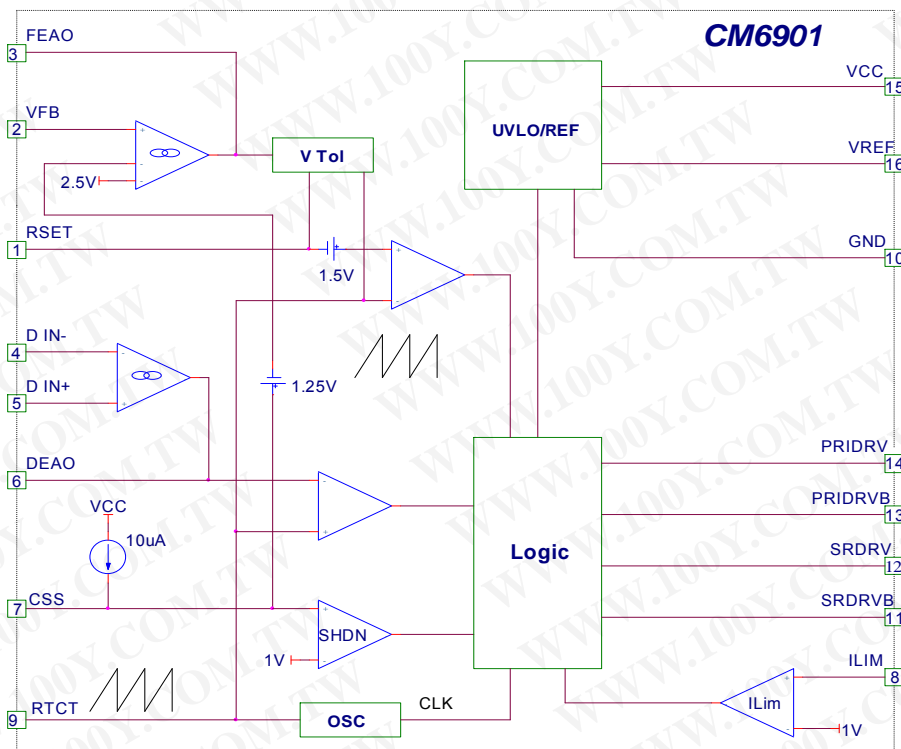 CM6901
FEAO
3
VCC
15
VFB
2
UVLO/REF
V Tol
VREF
16
2.5V
RSET
1
1.5V
GND
10
D IN-
4
D IN+
5
1.25V
DEAO
6
PRIDRV
14
VCC
10uA
PRIDRVB
13
Logic
SRDRV
12
CSS
7
SRDRVB
11
SHDN
1V
ILIM
8
RTCT
9
OSC
CLK
ILim
1V
WWW.100Y.COM.TW